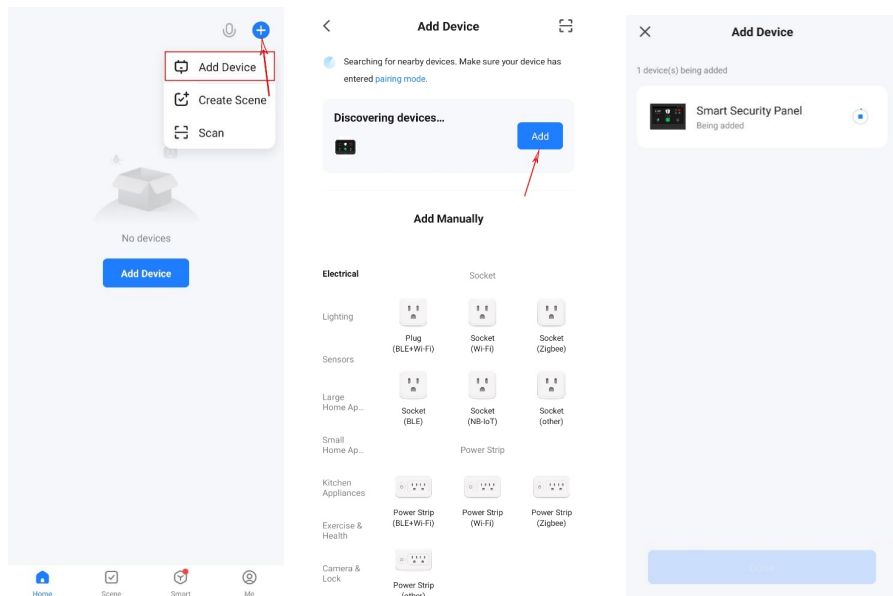 Add Device
Create Scene
Scan
No devices
Add Device
Home
Scene
Smart
Me
Add Device
Searching for nearby devices. Make sure your device has
entered pairing mode.
Discovering devices...
Add
Add Manually
Electrical
Lighting
Sensors
Large
Home Ap...
Small
Home Ap...
Kitchen
Appliances
Exercise &
Health
Camera &
Lock
Socket
Plug
(BLE+Wi-Fi)
Socket
(Wi-Fi)
Socket
(Zigbee)
Socket
(BLE)
Socket
(NB-IoT)
Socket
(other)
Power Strip
Power Strip
(BLE+Wi-Fi)
Power Strip
(Wi-Fi)
Power Strip
(Zigbee)
Power Strip
(other)
Add Device
1 device(s) being added
Smart Security Panel
Being added